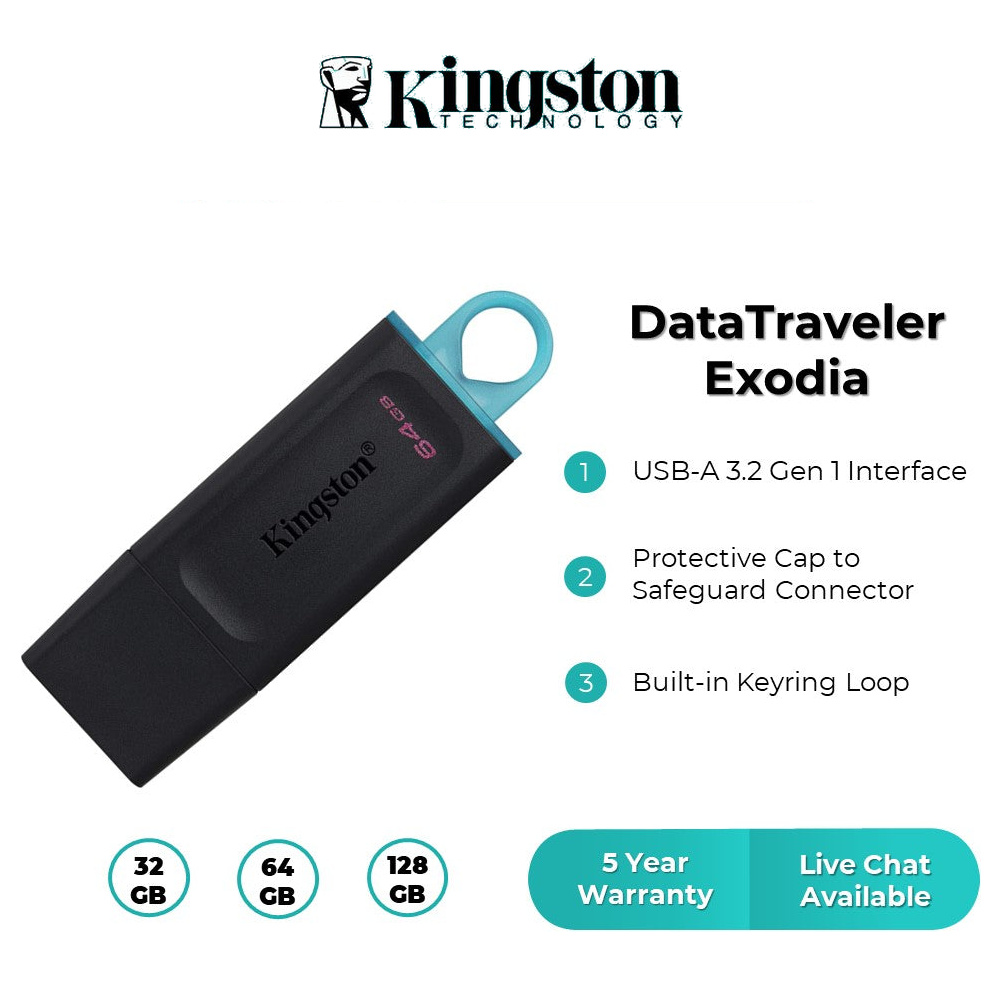 Kingston
TECHNOLOGY
DataTraveler
Exodia
64GB
Kingston®
1 USB-A 3.2 Gen 1 Interface
2 Protective Cap to
Safeguard Connector
3 Built-in Keyring Loop
32
GB
64
GB
128
GB
5 Year
Warranty
Live Chat
Available